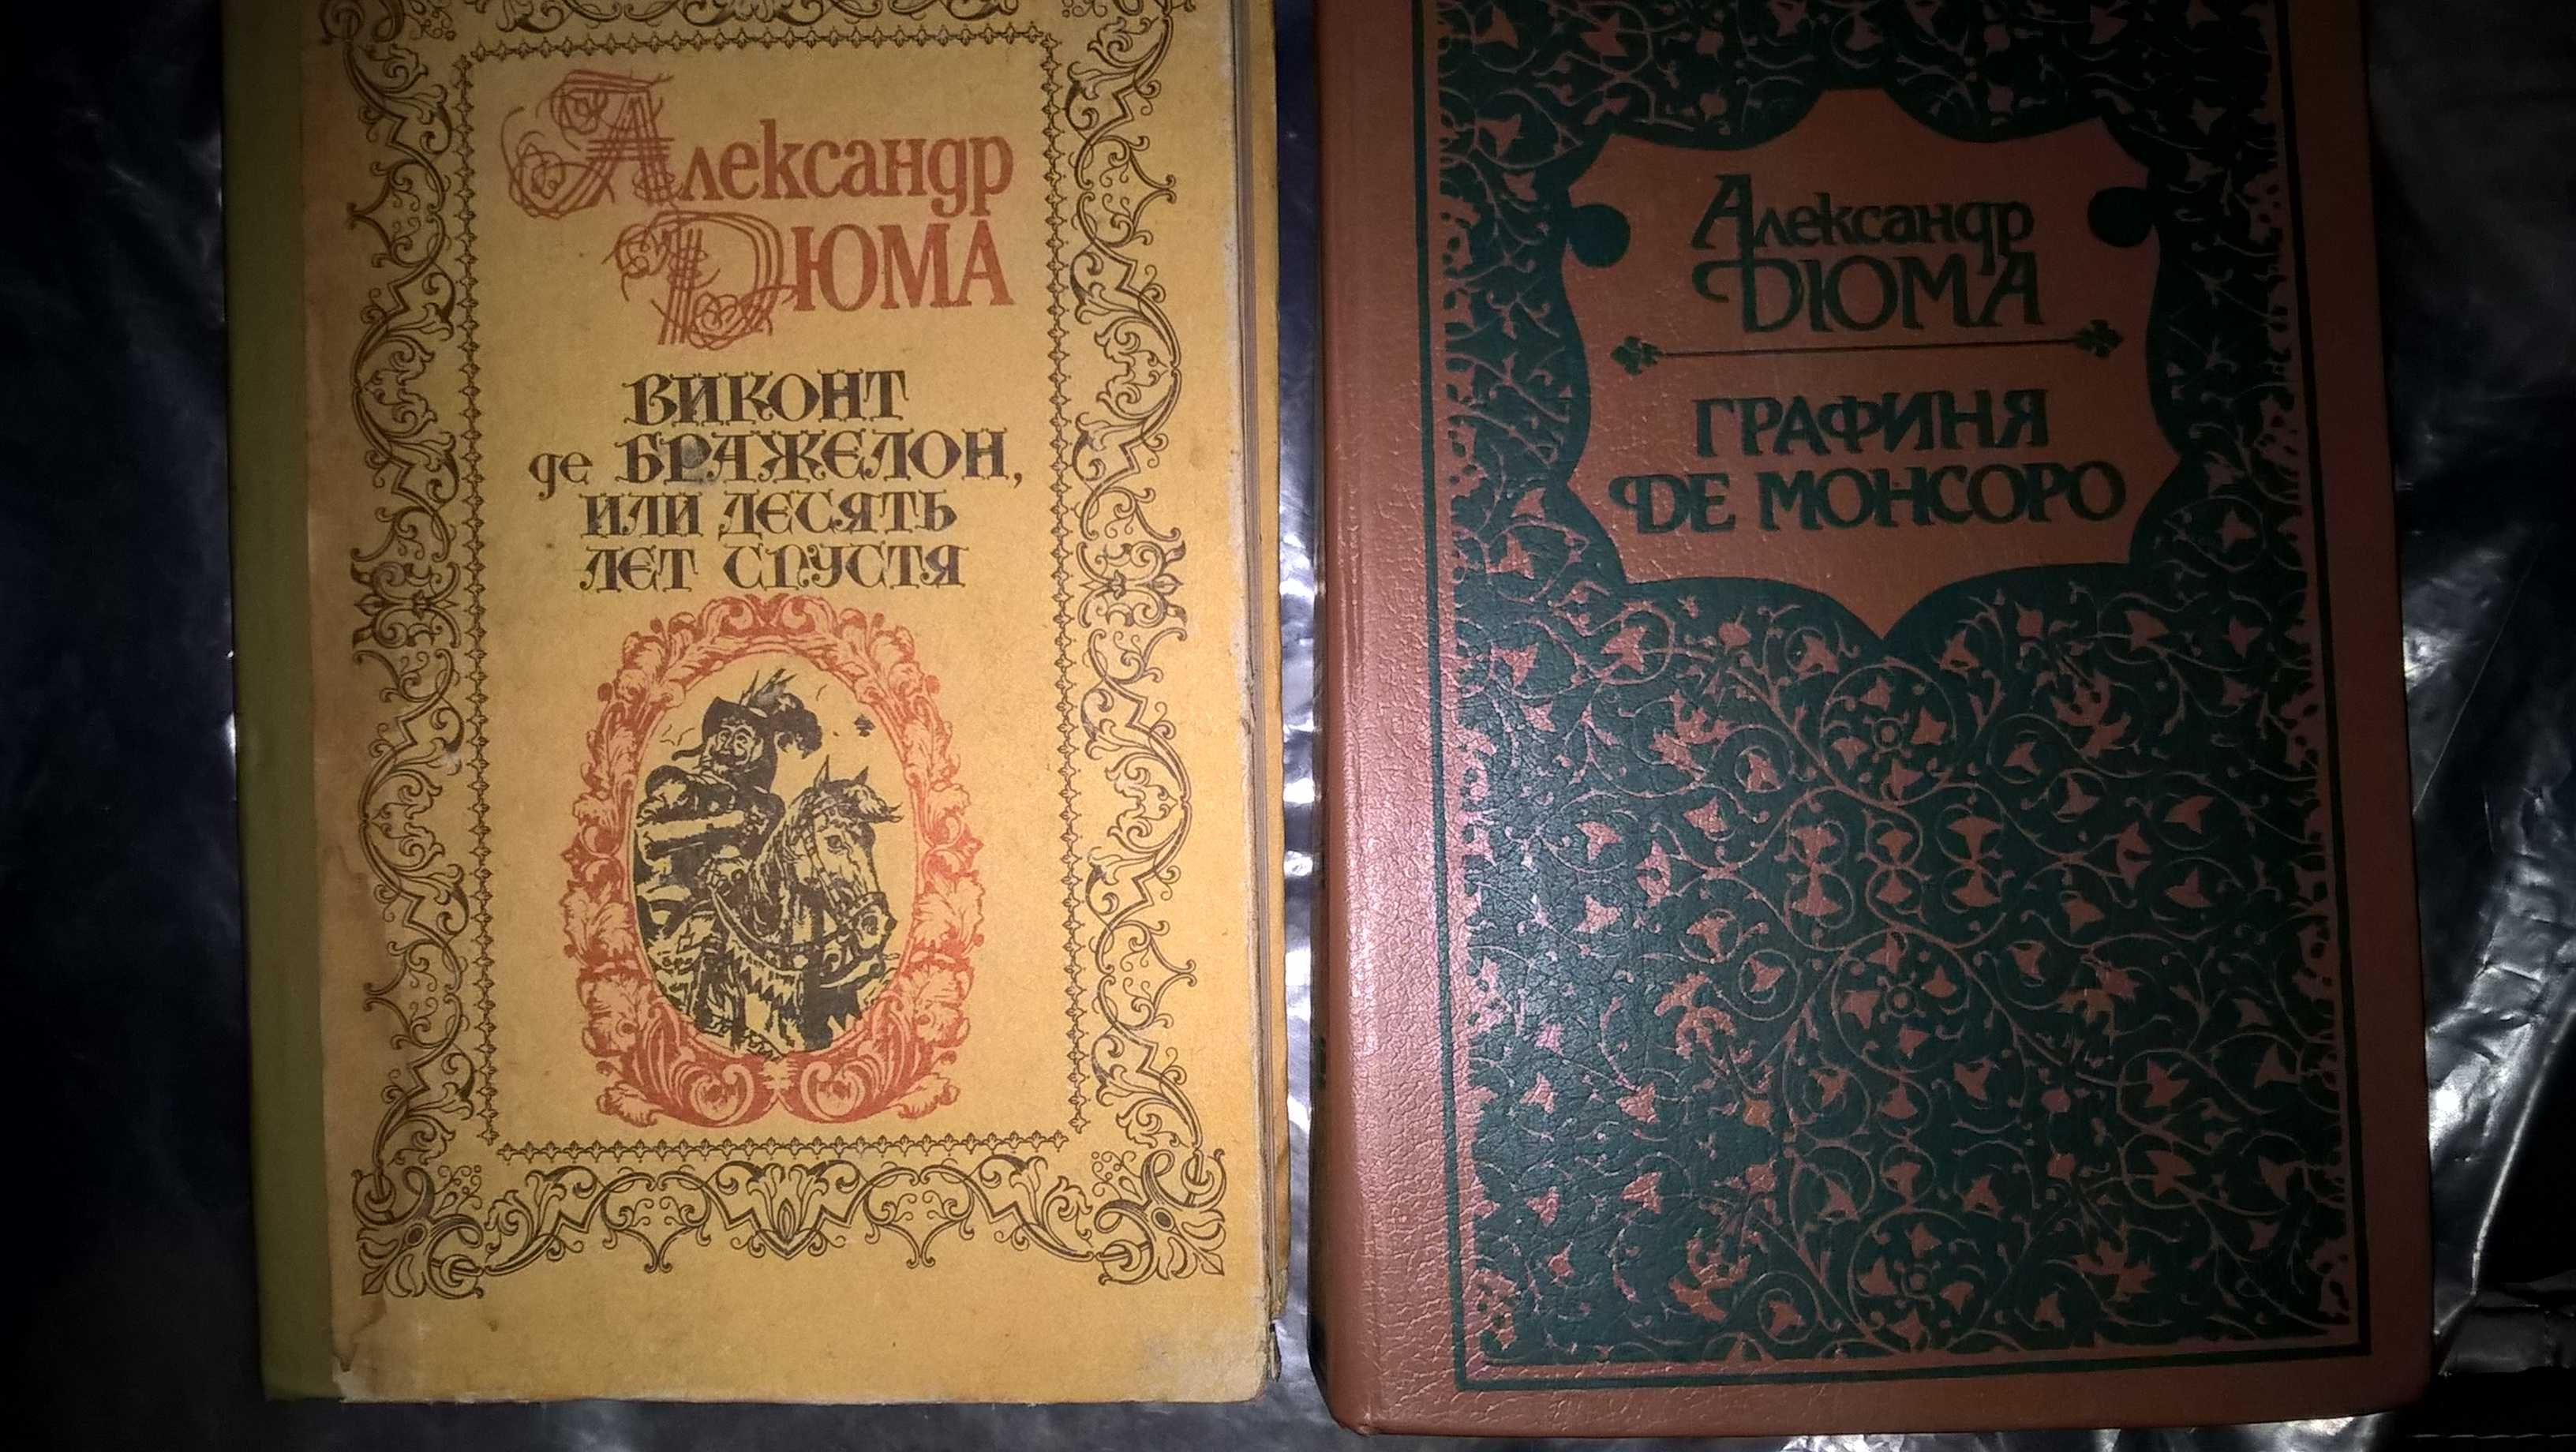 Александр
ДЮМА
ВИКОНТ
де БРАЖЕЛОН,
ИЛИ ДЕСЯТЬ
ЛЕТ СПУСТЯ
Александр
ДЮМА
ГРАФИНЯ
ДЕ МОНСОРО